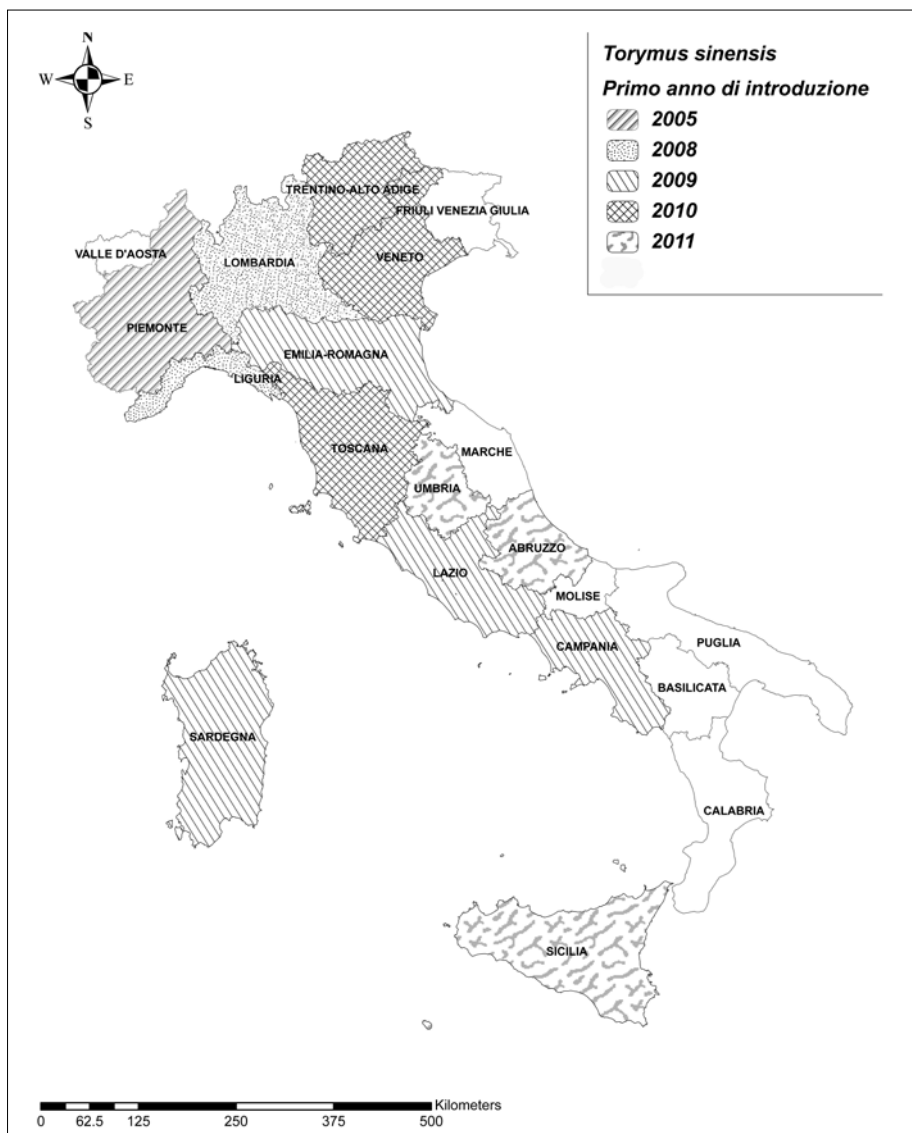 N
W E
S
Torymus sinensis
Primo anno di introduzione
2005
2008
2009
2010
2011
TRENTINO-ALTO ADIGE
FRIULI VENEZIA GIULIA
VALLE D'AOSTA
LOMBARDIA
VENETO
PIEMONTE
EMILIA-ROMAGNA
LIGURIA
TOSCANA
MARCHE
UMBRIA
ABRUZZO
LAZIO
MOLISE
CAMPANIA
PUGLIA
BASILICATA
SARDEGNA
CALABRIA
SICILIA
Kilometers
0 62.5 125 250 375 500